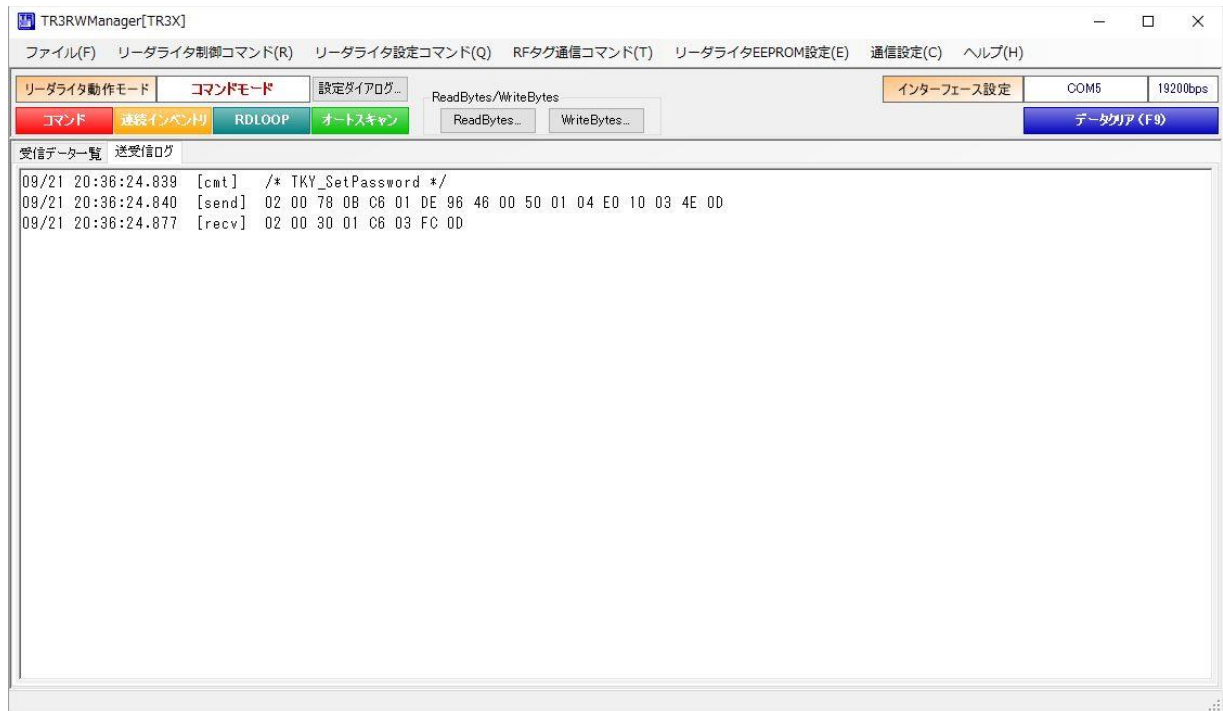 TR3RWManager[TR3X]
ファイル(F) リーダライタ制御コマンド(R) リーダライタ設定コマンド(Q) RFタグ通信コマンド(T) リーダライタEEPROM設定(E) 通信設定(C) ヘルプ(H)
リーダライタ動作モード コマンドモード 設定ダイアログ... ReadBytes/WriteBytes インターフェース設定 COM5 19200bps
コマンド 連続インベントリ RDLOOP オートスキャン ReadBytes... WriteBytes... データクリア(F9)
受信データ一覧 送受信ログ
09/21 20:36:24.839 [cmt] /* TKY_SetPassword */
09/21 20:36:24.840 [send] 02 00 78 0B C6 01 DE 96 46 00 50 01 04 E0 10 03 4E 0D
09/21 20:36:24.877 [recv] 02 00 30 01 C6 03 FC 0D